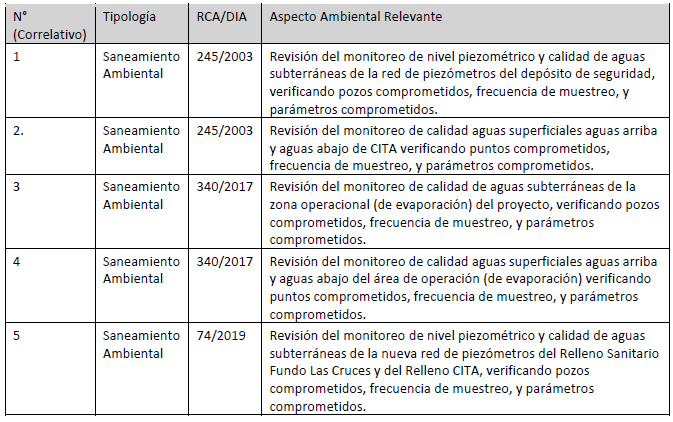 N° (Correlativo) Tipología RCA/DIA Aspecto Ambiental Relevante
1 Saneamiento Ambiental 245/2003 Revisión del monitoreo de nivel piezométrico y calidad de aguas
subterráneas de la red de piezómetros del depósito de seguridad,
verificando pozos comprometidos, frecuencia de muestreo, y
parámetros comprometidos.
2. Saneamiento Ambiental 245/2003 Revisión del monitoreo de calidad aguas superficiales aguas arriba
y aguas abajo de CITA verificando puntos comprometidos,
frecuencia de muestreo, y parámetros comprometidos.
3 Saneamiento Ambiental 340/2017 Revisión del monitoreo de calidad de aguas subterráneas de la
zona operacional (de evaporación) del proyecto, verificando pozos
comprometidos, frecuencia de muestreo, y parámetros
comprometidos.
4 Saneamiento Ambiental 340/2017 Revisión del monitoreo de calidad aguas superficiales aguas arriba
y aguas abajo del área de operación (de evaporación) verificando
puntos comprometidos, frecuencia de muestreo, y parámetros
comprometidos.
5 Saneamiento Ambiental 74/2019 Revisión del monitoreo de nivel piezométrico y calidad de aguas
subterráneas de la nueva red de piezómetros del Relleno Sanitario
Fundo Las Cruces y del Relleno CITA, verificando pozos
comprometidos, frecuencia de muestreo, y parámetros
comprometidos.